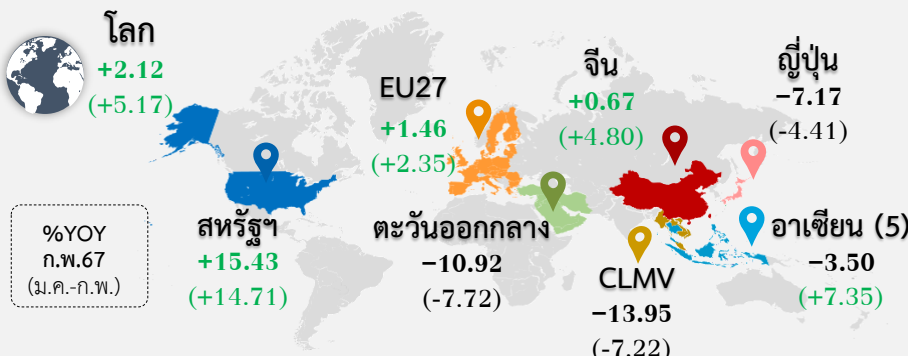 โลก
+2.12
(+5.17)
EU27
+1.46
(+2.35)
จีน
+0.67
(+4.80)
ญี่ปุ่น
−7.17
(-4.41)
%YOY
ก.พ.67
(ม.ค.-ก.พ.)
สหรัฐฯ
+15.43
(+14.71)
ตะวันออกกลาง
−10.92
(-7.72)
CLMV
−13.95
(-7.22)
อาเซียน (5)
−3.50
(+7.35)